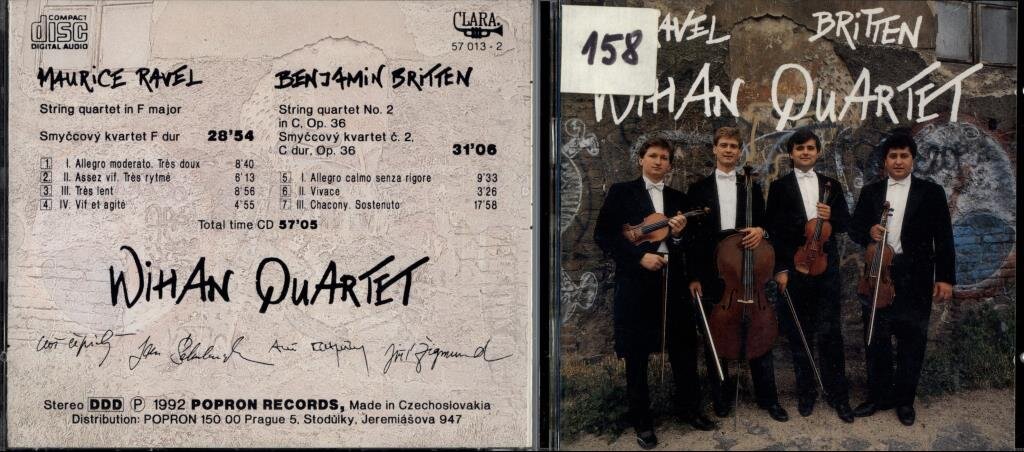 COMPACT
disc
DIGITAL AUDIO
CLARA
57 013 - 2
MAURICE RAVEL
String quartet in F major
Smyčcový kvartet F dur 28'54
1 I. Allegro moderato. Très doux 8'40
2 II. Assez vif. Très rytmé 6'13
3 III. Très lent 8'56
4 IV. Vif et agité 4'55
BENJAMIN BRITTEN
String quartet No. 2
in C, Op. 36
Smyčcový kvartet č. 2,
C dur, Op. 36
31'06
5 I. Allegro calmo senza rigore 9'33
6 II. Vivace 3'26
7 III. Chacony. Sostenuto 17'58
Total time CD 57'05
WIHAN QUARTET
Jiří Žigmund
Stereo DDD Ⓟ 1992 POPRON RECORDS, Made in Czechoslovakia
Distribution: POPRON 150 00 Prague 5, Stodůlky, Jeremiášova 947
158
AVEL BRITTEN
WIHAN QUARTET